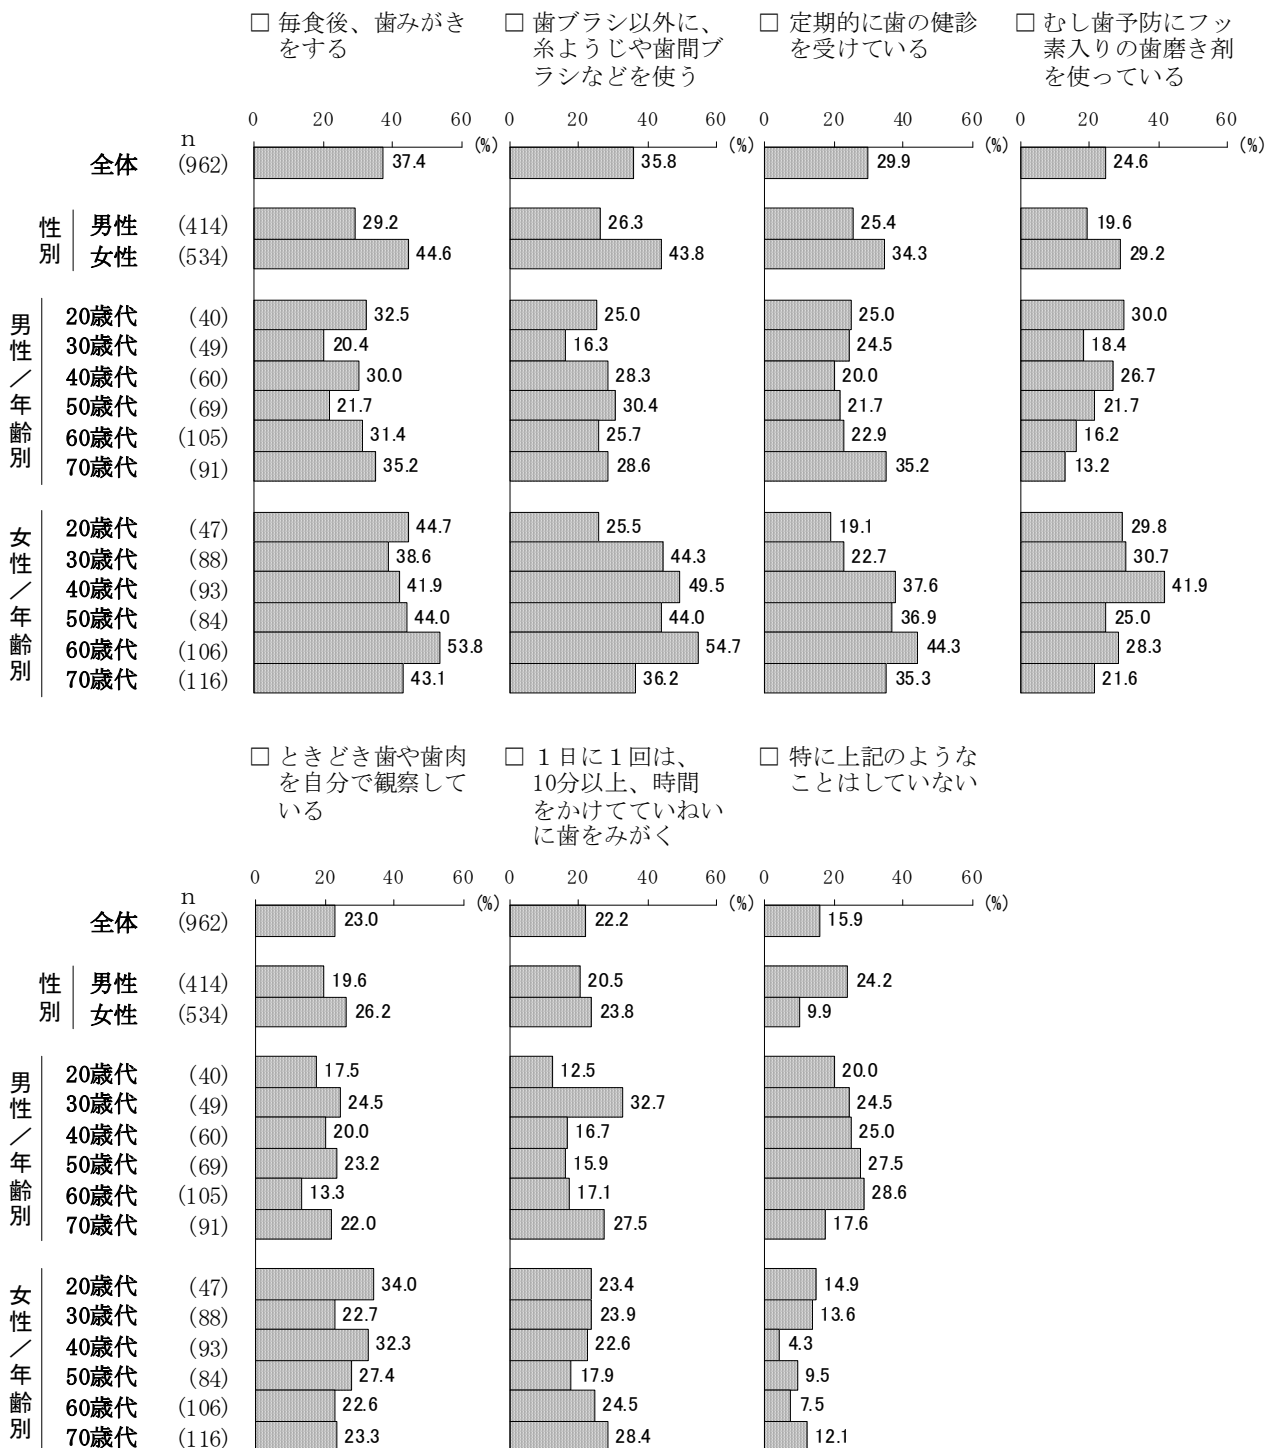 □ 毎食後、歯みがき
をする
□ 歯ブラシ以外に、
糸ようじや歯間ブ
ラシなどを使う
□ 定期的に歯の健診
を受けている
□ むし歯予防にフッ
素入りの歯磨き剤
を使っている
0 20 40 60 (%) 0 20 40 60 (%) 0 20 40 60 (%) 0 20 40 60 (%)
n
全体 (962) 37.4 35.8 29.9 24.6
性別
男性 (414) 29.2 26.3 25.4 19.6
女性 (534) 44.6 43.8 34.3 29.2
男性/年齢別
20歳代 (40) 32.5 25.0 25.0 30.0
30歳代 (49) 20.4 16.3 24.5 18.4
40歳代 (60) 30.0 28.3 20.0 26.7
50歳代 (69) 21.7 30.4 21.7 21.7
60歳代 (105) 31.4 25.7 22.9 16.2
70歳代 (91) 35.2 28.6 35.2 13.2
女性/年齢別
20歳代 (47) 44.7 25.5 19.1 29.8
30歳代 (88) 38.6 44.3 22.7 30.7
40歳代 (93) 41.9 49.5 37.6 41.9
50歳代 (84) 44.0 44.0 36.9 25.0
60歳代 (106) 53.8 54.7 44.3 28.3
70歳代 (116) 43.1 36.2 35.3 21.6
□ ときどき歯や歯肉
を自分で観察して
いる
□ １日に１回は、
10分以上、時間
をかけてていねい
に歯をみがく
□ 特に上記のような
ことはしていない
0 20 40 60 (%) 0 20 40 60 (%) 0 20 40 60 (%)
n
全体 (962) 23.0 22.2 15.9
性別
男性 (414) 19.6 20.5 24.2
女性 (534) 26.2 23.8 9.9
男性/年齢別
20歳代 (40) 17.5 12.5 20.0
30歳代 (49) 24.5 32.7 24.5
40歳代 (60) 20.0 16.7 25.0
50歳代 (69) 23.2 15.9 27.5
60歳代 (105) 13.3 17.1 28.6
70歳代 (91) 22.0 27.5 17.6
女性/年齢別
20歳代 (47) 34.0 23.4 14.9
30歳代 (88) 22.7 23.9 13.6
40歳代 (93) 32.3 22.6 4.3
50歳代 (84) 27.4 17.9 9.5
60歳代 (106) 22.6 24.5 7.5
70歳代 (116) 23.3 28.4 12.1